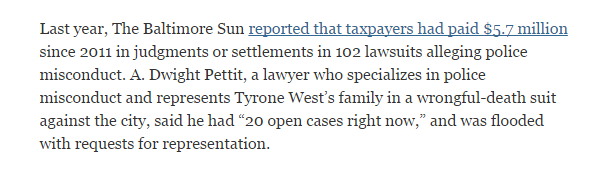 Last year, The Baltimore Sun reported that taxpayers had paid $5.7 million
since 2011 in judgments or settlements in 102 lawsuits alleging police
misconduct. A. Dwight Pettit, a lawyer who specializes in police
misconduct and represents Tyrone West’s family in a wrongful-death suit
against the city, said he had “20 open cases right now,” and was flooded
with requests for representation.